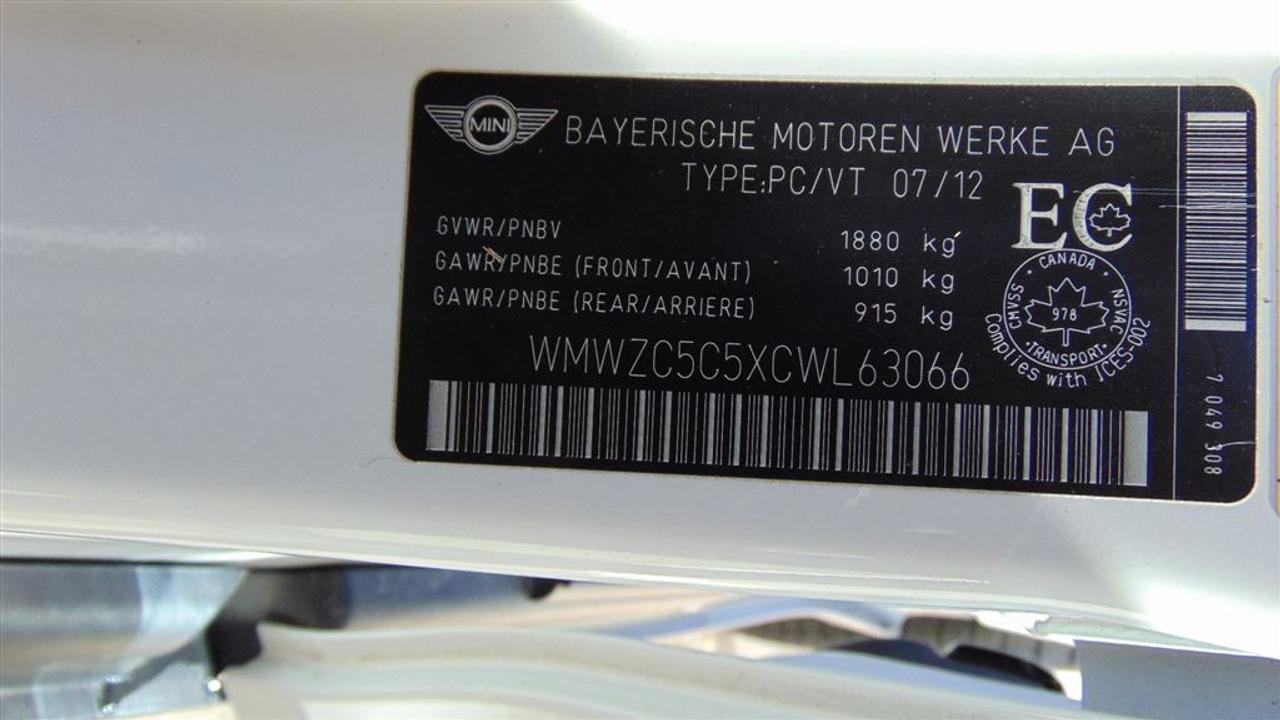 MINI
BAYERISCHE MOTOREN WERKE AG
TYPE:PC/VT 07/12
EC
GVWR/PNBV 1880 kg
GAWR/PNBE (FRONT/AVANT) 1010 kg
GAWR/PNBE (REAR/ARRIERE) 915 kg
CANADA
CMVSS
NSVAC
978
TRANSPORT
Complies with ICES-002
WMWZC5C5XCWL63066
7 049 308